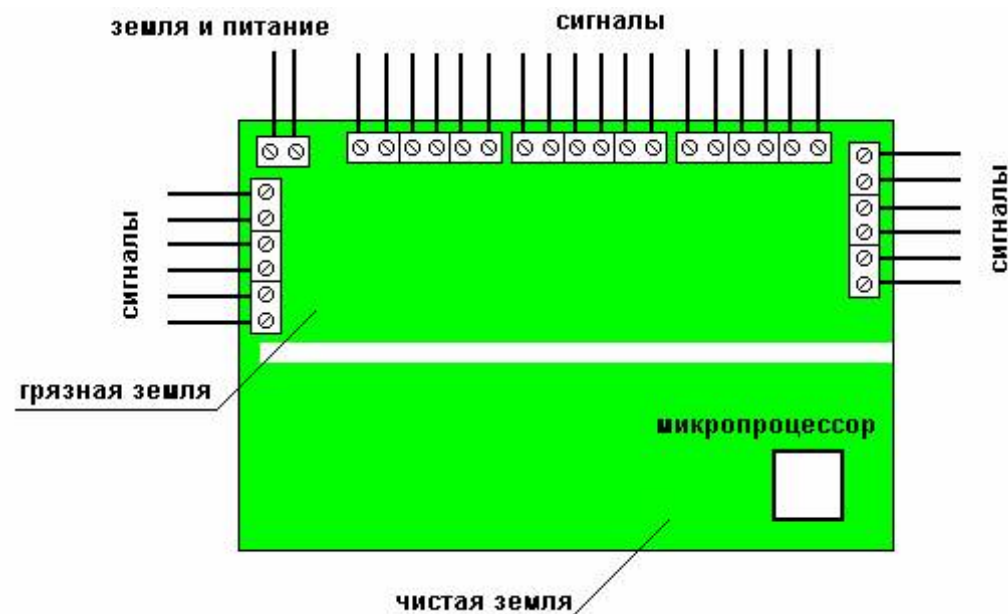 земля и питание
сигналы
сигналы
сигналы
грязная земля
микропроцессор
чистая земля